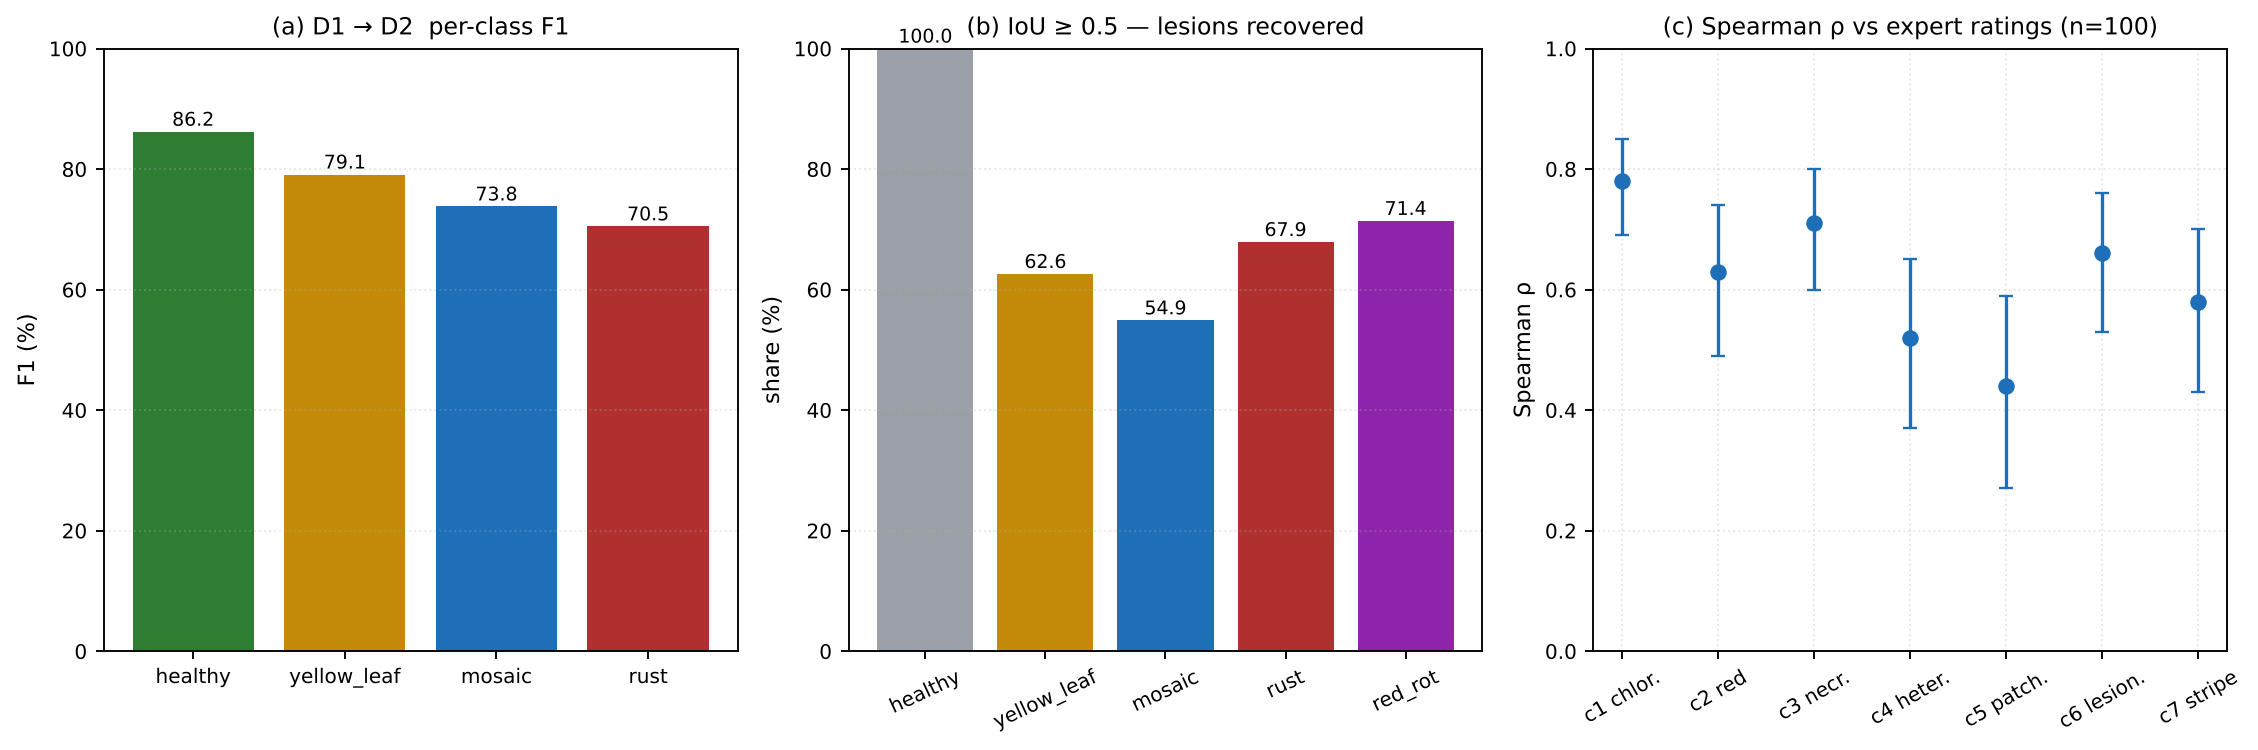 (a) D1 → D2  per-class F1
F1 (%)
100
80
60
40
20
0
86.2
79.1
73.8
70.5
healthy
yellow_leaf
mosaic
rust
(b) IoU ≥ 0.5 — lesions recovered
share (%)
100
80
60
40
20
0
100.0
62.6
54.9
67.9
71.4
healthy
yellow_leaf
mosaic
rust
red_rot
(c) Spearman ρ vs expert ratings (n=100)
Spearman ρ
1.0
0.8
0.6
0.4
0.2
0.0
c1 chlor.
c2 red
c3 necr.
c4 heter.
c5 patch.
c6 lesion.
c7 stripe